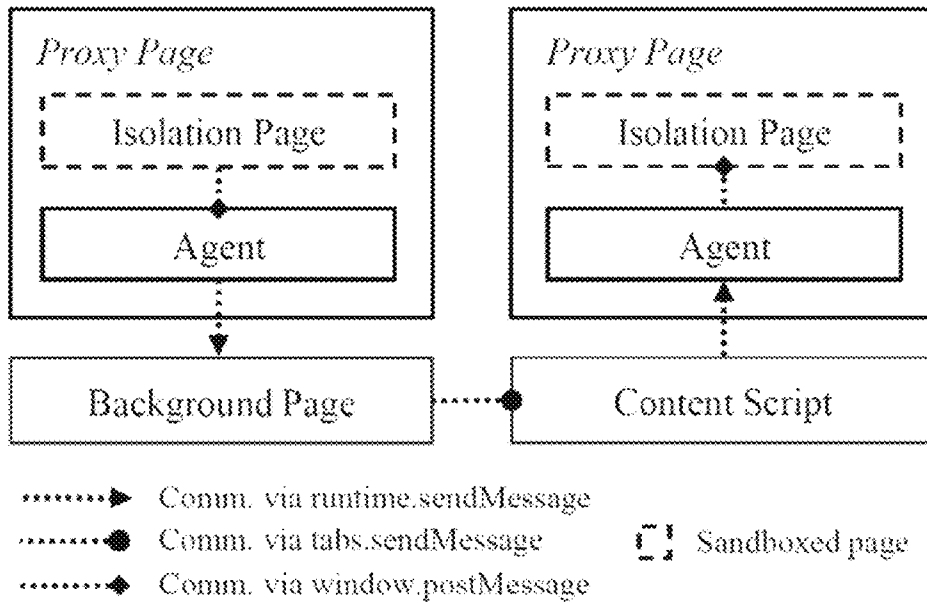 Proxy Page
Isolation Page
Agent
Background Page
Proxy Page
Isolation Page
Agent
Content Script
Comm. via runtime.sendMessage
Comm. via tabs.sendMessage
Comm. via window.postMessage
Sandboxed page